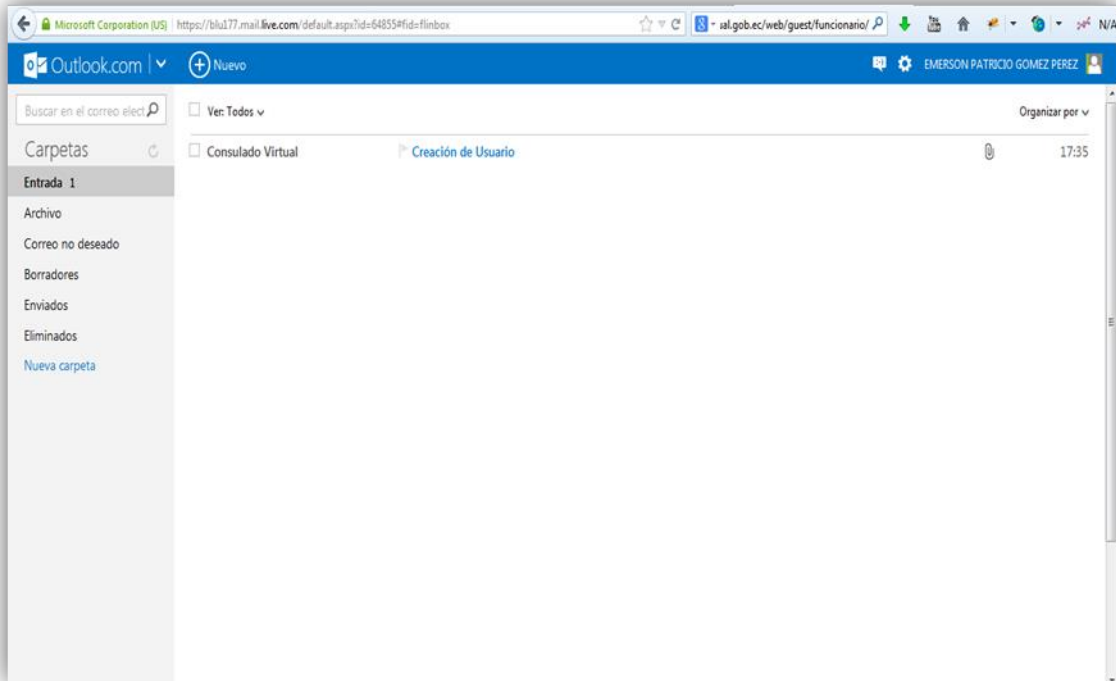 Microsoft Corporation (US) https://blu177.mail.live.com/default.aspx?id=64855#fid=flinbox ual.gob.ec/web/guest/funcionario/ N/A
Outlook.com Nuevo EMERSON PATRICIO GOMEZ PEREZ
Buscar en el correo elect Ver: Todos Organizar por
Carpetas Consulado Virtual Creación de Usuario 17:35
Entrada 1
Archivo
Correo no deseado
Borradores
Enviados
Eliminados
Nueva carpeta